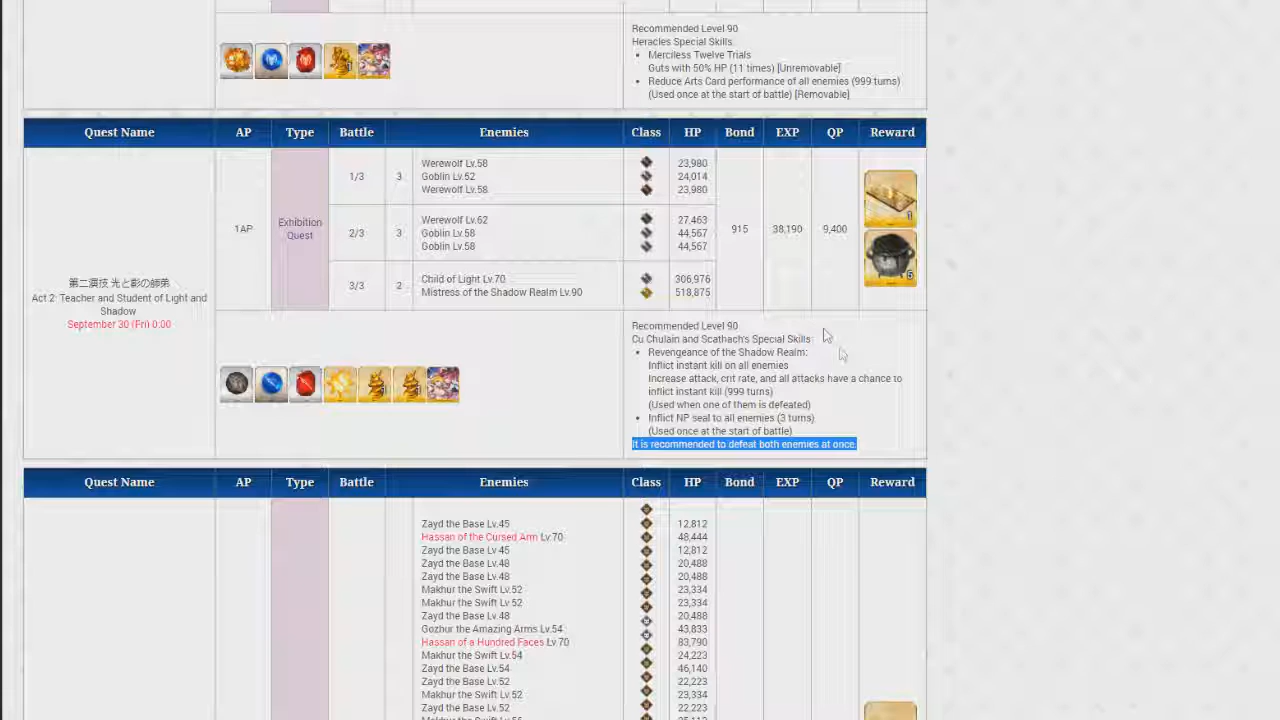 Recommended Level 90
Heracles Special Skills:
Merciless Twelve Trials
Guts with 50% HP (11 times) [Unremovable]
Reduce Arts Card performance of all enemies (999 turns)
(Used once at the start of battle) [Removable]
Quest Name AP Type Battle Enemies Class HP Bond EXP QP Reward
Werewolf Lv.58 23,980
1/3 3 Goblin Lv.52 24,014
Werewolf Lv.58 23,980
1
Werewolf Lv.62 27,463
1AP Exhibition Quest 2/3 3 Goblin Lv.58 44,567 915 38,190 9,400
Goblin Lv.58 44,567
Child of Light Lv.70 306,976
3/3 2 Mistress of the Shadow Realm Lv.90 518,875
6
第二演技 光と影の師弟
Act 2: Teacher and Student of Light and
Shadow
September 30 (Fri) 0:00
Recommended Level 90
Cu Chulain and Scathach's Special Skills:
Revengeance of the Shadow Realm:
Inflict instant kill on all enemies
Increase attack, crit rate, and all attacks have a chance to
inflict instant kill (999 turns)
(Used when one of them is defeated)
Inflict NP seal to all enemies (3 turns)
(Used once at the start of battle)
It is recommended to defeat both enemies at once.
Quest Name AP Type Battle Enemies Class HP Bond EXP QP Reward
Zayd the Base Lv.45 12,812
Hassan of the Cursed Arm Lv.70 48,444
Zayd the Base Lv.45 12,812
Zayd the Base Lv.48 20,488
Zayd the Base Lv.48 20,488
Makhur the Swift Lv.52 23,334
Makhur the Swift Lv.52 23,334
Zayd the Base Lv.48 20,488
Gozhur the Amazing Arms Lv.54 43,833
Hassan of a Hundred Faces Lv.70 83,790
Makhur the Swift Lv.54 24,223
Zayd the Base Lv.54 46,140
Zayd the Base Lv.52 22,223
Makhur the Swift Lv.52 23,334
Zayd the Base Lv.52 22,223